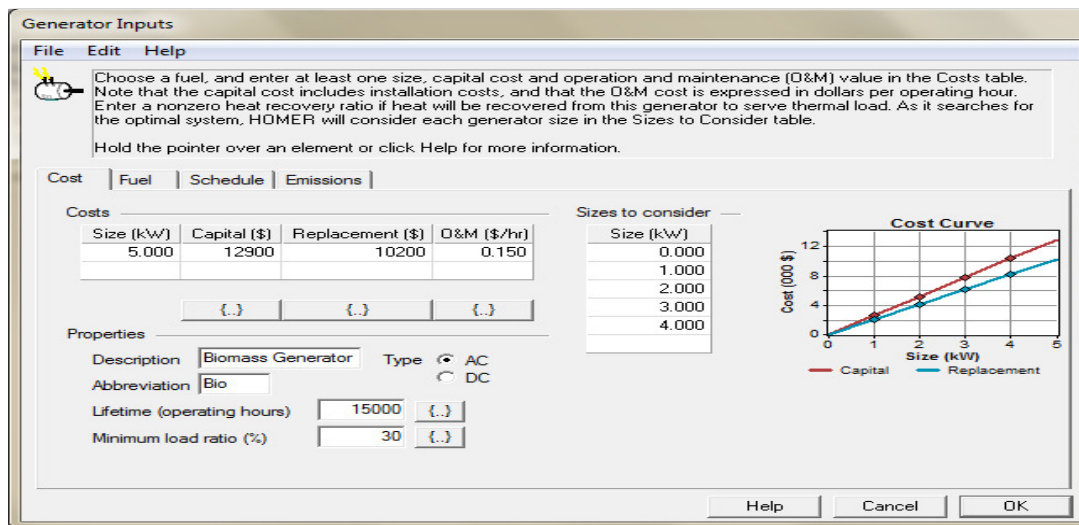 Generator Inputs
File Edit Help
Choose a fuel, and enter at least one size, capital cost and operation and maintenance (O&M) value in the Costs table.
Note that the capital cost includes installation costs, and that the O&M cost is expressed in dollars per operating hour.
Enter a nonzero heat recovery ratio if heat will be recovered from this generator to serve thermal load. As it searches for
the optimal system, HOMER will consider each generator size in the Sizes to Consider table.
Hold the pointer over an element or click Help for more information.
Cost Fuel Schedule Emissions
Costs
Size (kW) Capital ($) Replacement ($) O&M ($/hr)
5.000 12900 10200 0.150
{..} {..} {..}
Properties
Description Biomass Generator Type AC
DC
Abbreviation Bio
Lifetime (operating hours) 15000 {..}
Minimum load ratio (%) 30 {..}
Sizes to consider
Size (kW)
0.000
1.000
2.000
3.000
4.000
Cost Curve
Cost (000 $)
12
8
4
0
0 1 2 3 4 5
Size (kW)
Capital Replacement
Help Cancel OK